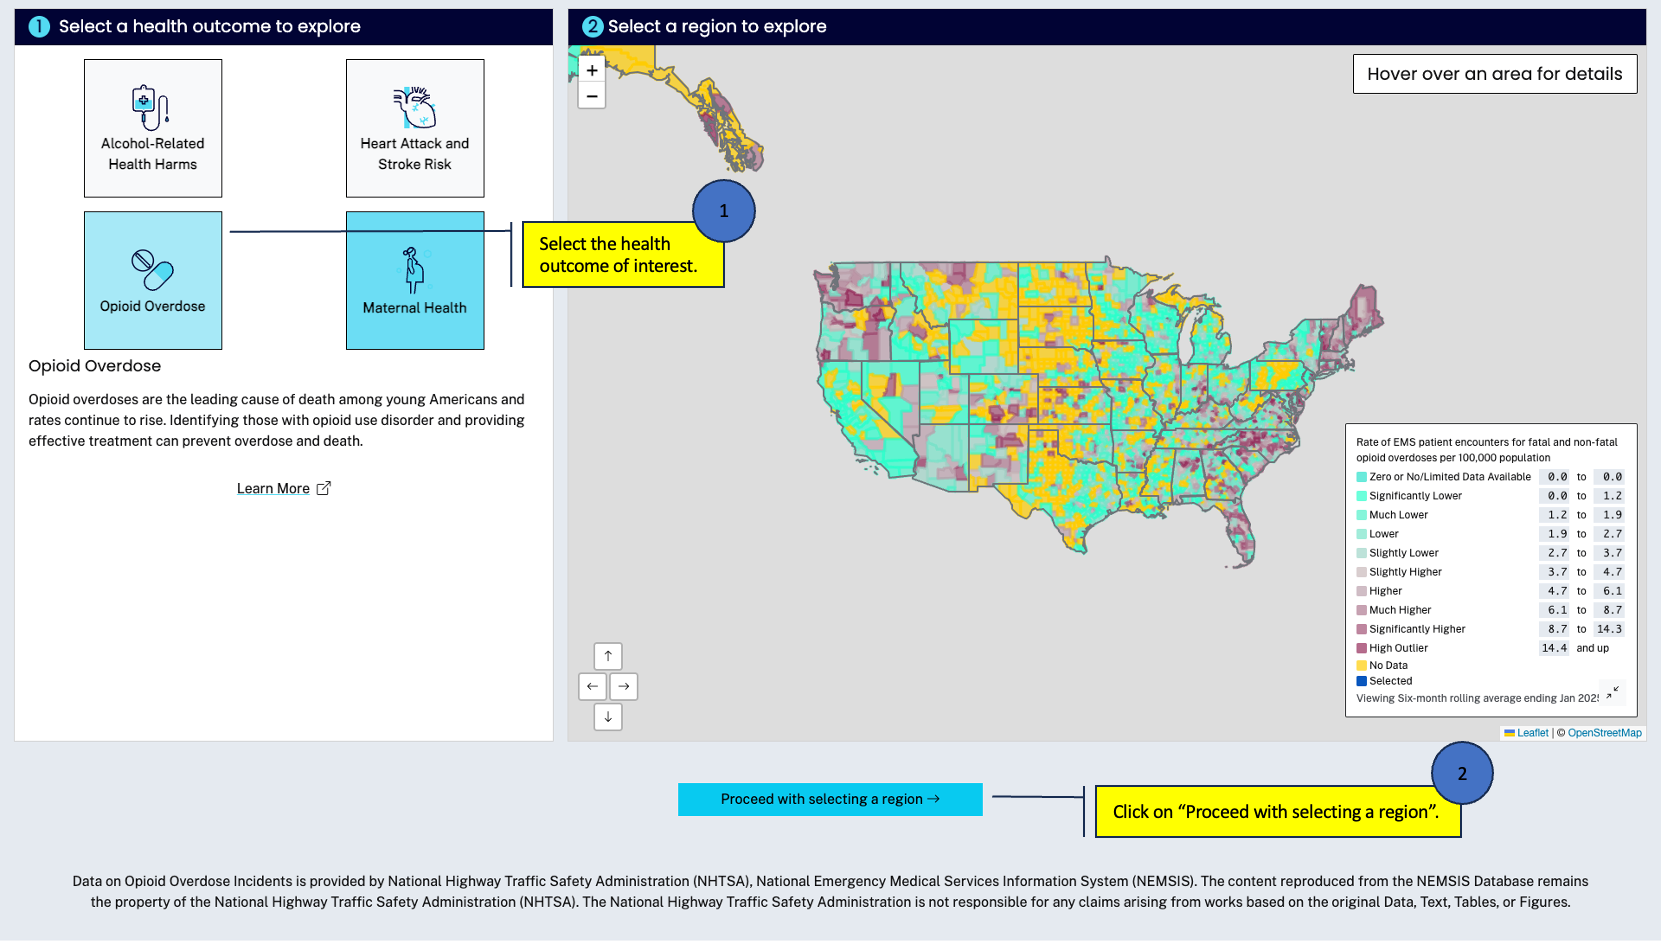 1 Select a health outcome to explore
Alcohol-Related
Health Harms
Heart Attack and
Stroke Risk
Opioid Overdose
Maternal Health
Opioid Overdose
Opioid overdoses are the leading cause of death among young Americans and
rates continue to rise. Identifying those with opioid use disorder and providing
effective treatment can prevent overdose and death.
Learn More
1
Select the health
outcome of interest.
2 Select a region to explore
+
−
Hover over an area for details
Rate of EMS patient encounters for fatal and non-fatal
opioid overdoses per 100,000 population
Zero or No/Limited Data Available 0.0 to 0.0
Significantly Lower 0.0 to 1.2
Much Lower 1.2 to 1.9
Lower 1.9 to 2.7
Slightly Lower 2.7 to 3.7
Slightly Higher 3.7 to 4.7
Higher 4.7 to 6.1
Much Higher 6.1 to 8.7
Significantly Higher 8.7 to 14.3
High Outlier 14.4 and up
No Data
Selected
Viewing Six-month rolling average ending Jan 2025
↑
← →
↓
Leaflet | © OpenStreetMap
Proceed with selecting a region →
2
Click on “Proceed with selecting a region”.
Data on Opioid Overdose Incidents is provided by National Highway Traffic Safety Administration (NHTSA), National Emergency Medical Services Information System (NEMSIS). The content reproduced from the NEMSIS Database remains
the property of the National Highway Traffic Safety Administration (NHTSA). The National Highway Traffic Safety Administration is not responsible for any claims arising from works based on the original Data, Text, Tables, or Figures.